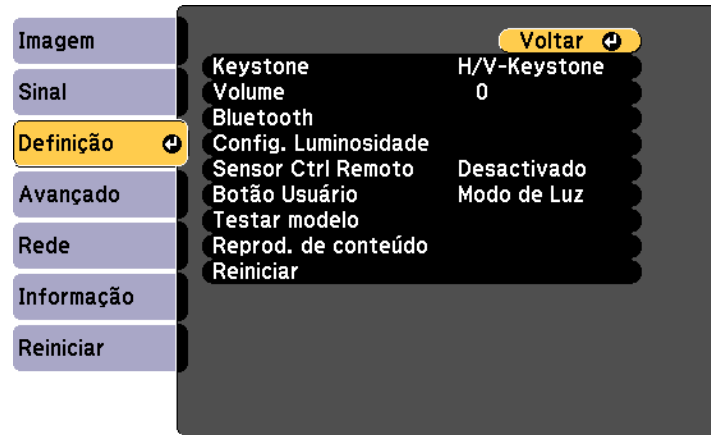 Imagem
Sinal
Definição
Avançado
Rede
Informação
Reiniciar
Voltar
Keystone H/V-Keystone
Volume 0
Bluetooth
Config. Luminosidade
Sensor Ctrl Remoto Desactivado
Botão Usuário Modo de Luz
Testar modelo
Reprod. de conteúdo
Reiniciar